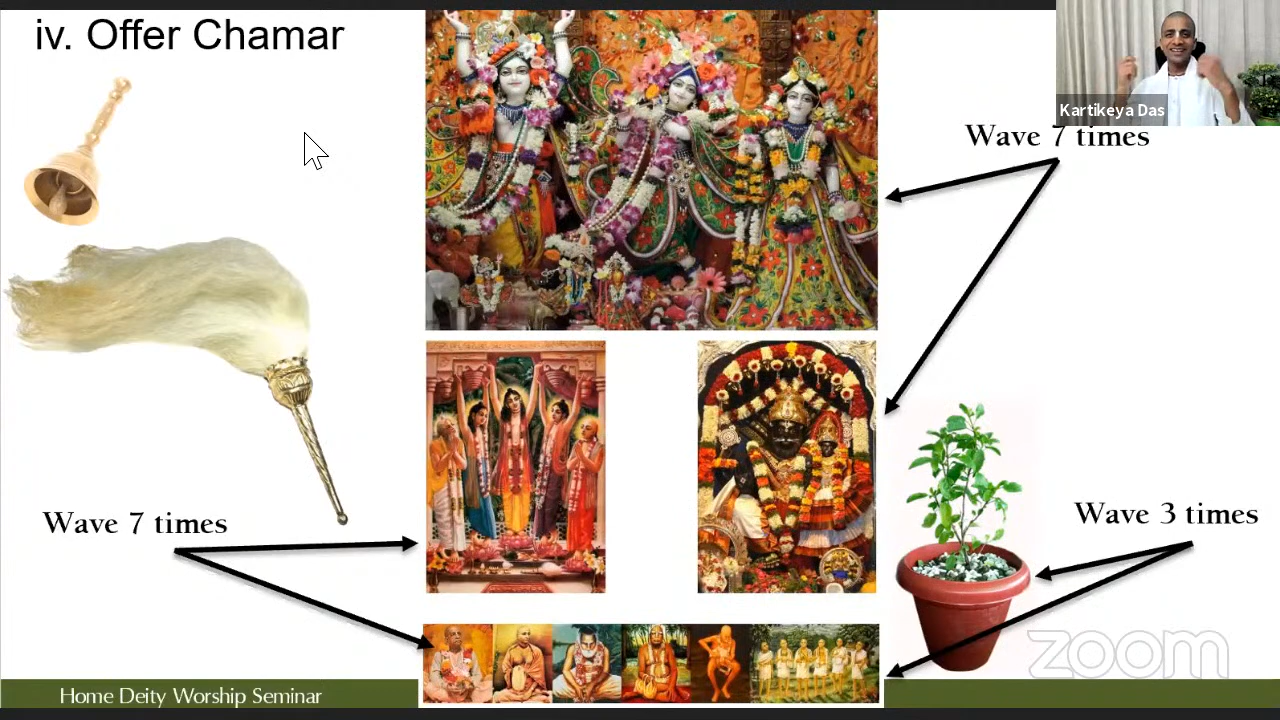 iv. Offer Chamar
Kartikeya Das
Wave 7 times
Wave 7 times
Wave 3 times
zoom
Home Deity Worship Seminar